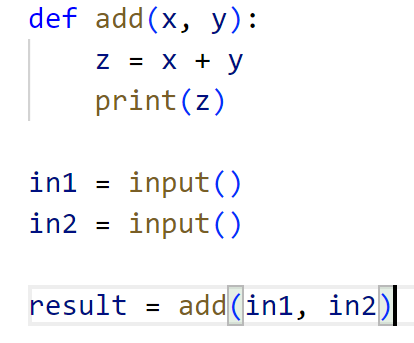 def add(x, y):
    z = x + y
    print(z)

in1 = input()
in2 = input()

result = add(in1, in2)